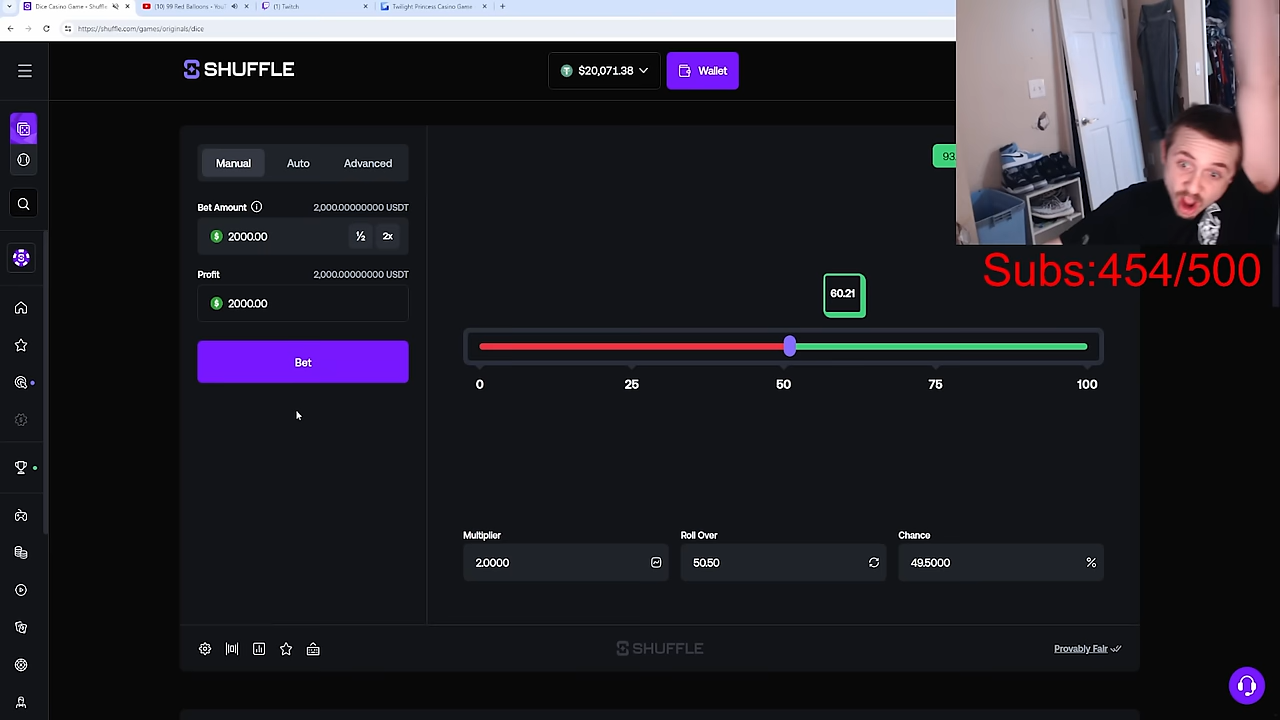 Dice Casino Game - Shuffle
(10) 99 Red Balloons - You
(1) Twitch
Twilight Princess Casino Game
https://shuffle.com/games/originals/dice
SHUFFLE
$20,071.38
Wallet
Manual
Auto
Advanced
93.
Bet Amount
2,000.00000000 USDT
2000.00
½
2x
Profit
2,000.00000000 USDT
2000.00
Bet
Subs:454/500
60.21
0
25
50
75
100
Multiplier
Roll Over
Chance
2.0000
50.50
49.5000
%
SHUFFLE
Provably Fair